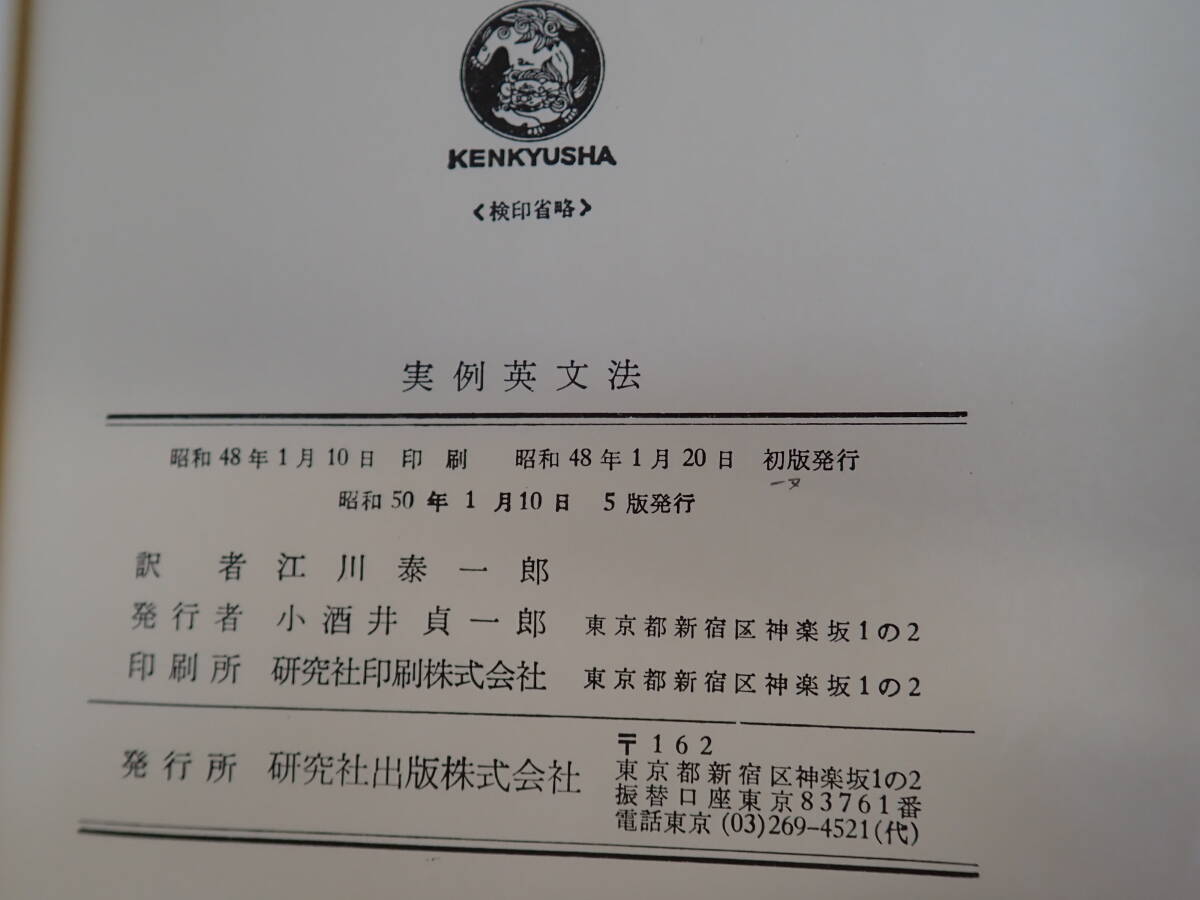 KENKYUSHA
<検印省略>
実例英文法
昭和48年1月10日 印刷 昭和48年1月20日 初版発行
昭和50年1月10日 5版発行
訳者 江川泰一郎
発行者 小酒井貞一郎 東京都新宿区神楽坂1の2
印刷所 研究社印刷株式会社 東京都新宿区神楽坂1の2
発行所 研究社出版株式会社
〒162
東京都新宿区神楽坂1の2
振替口座東京83761番
電話東京 (03)269-4521(代)